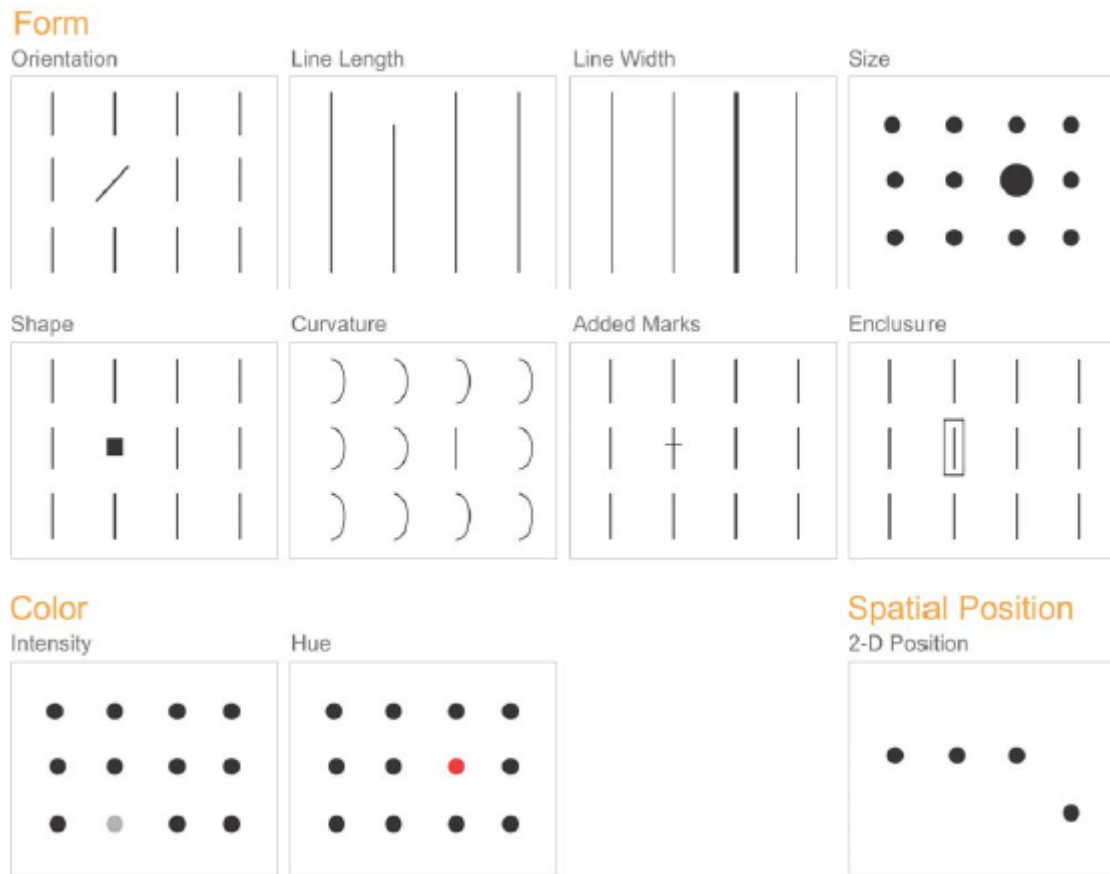 Form
Orientation
Line Length
Line Width
Size
Shape
Curvature
Added Marks
Enclusure
Color
Spatial Position
Intensity
Hue
2-D Position